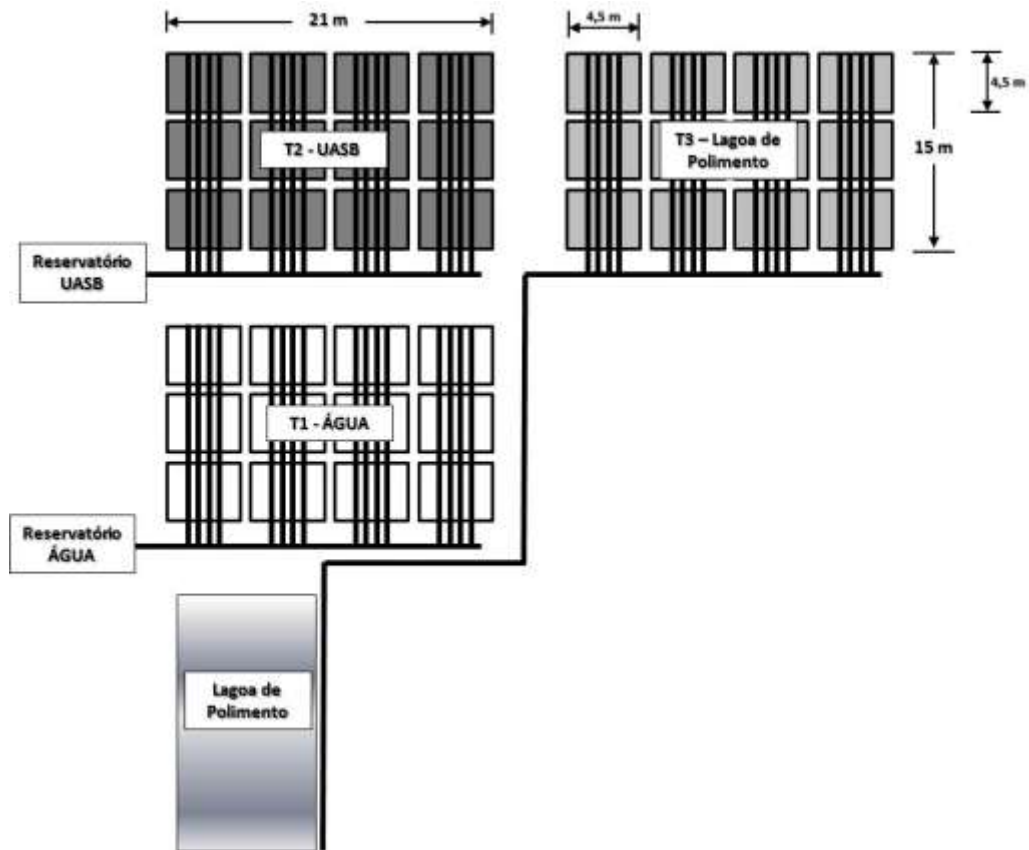 21 m
4,5 m
4,5 m
T2 - UASB
T3 – Lagoa de
Polimento
15 m
Reservatório
UASB
T1 - ÁGUA
Reservatório
ÁGUA
Lagoa de
Polimento